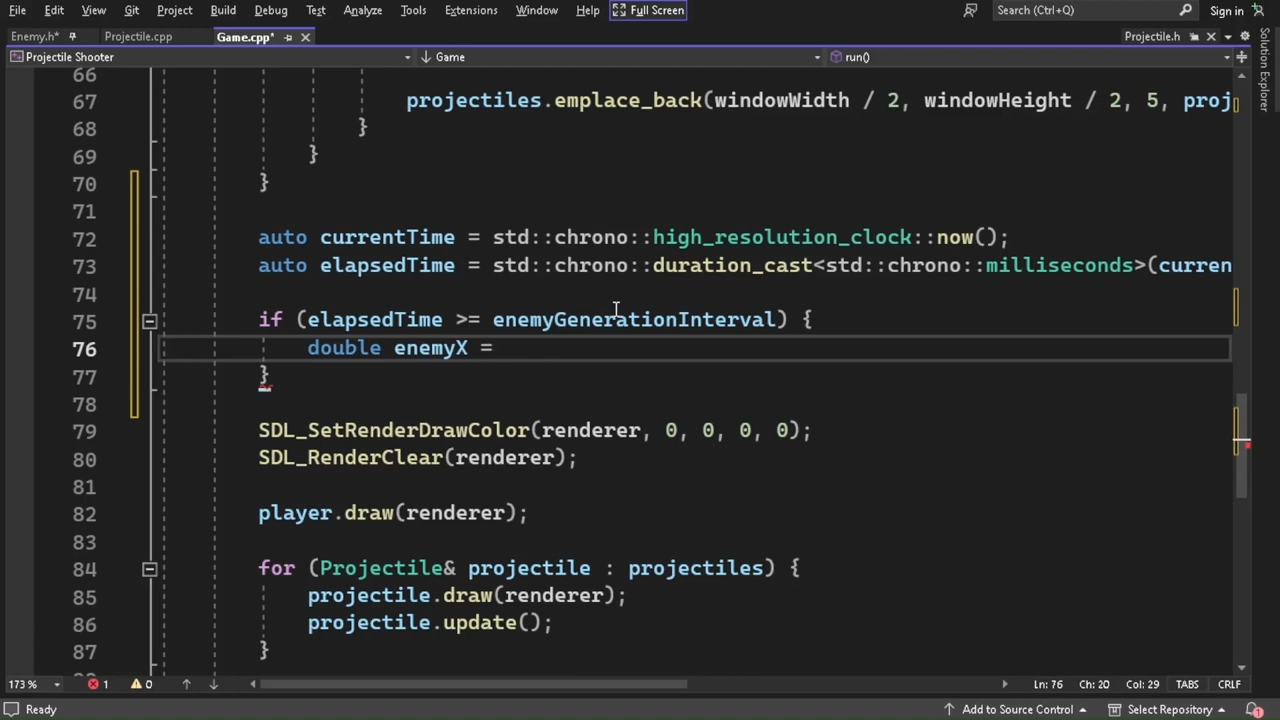 File Edit View Git Project Build Debug Test Analyze Tools Extensions Window Help Full Screen Search (Ctrl+Q) Sign in
Enemy.h* Projectile.cpp Game.cpp* Projectile.h
Projectile Shooter Game run()
Solution Explorer
66
67 projectiles.emplace_back(windowWidth / 2, windowHeight / 2, 5, proj
68 }
69 }
70 }
71
72 auto currentTime = std::chrono::high_resolution_clock::now();
73 auto elapsedTime = std::chrono::duration_cast<std::chrono::milliseconds>(curren
74
75 if (elapsedTime >= enemyGenerationInterval) {
76 double enemyX =
77 }
78
79 SDL_SetRenderDrawColor(renderer, 0, 0, 0, 0);
80 SDL_RenderClear(renderer);
81
82 player.draw(renderer);
83
84 for (Projectile& projectile : projectiles) {
85 projectile.draw(renderer);
86 projectile.update();
87 }
173 % 1 0 Ln: 76 Ch: 20 Col: 29 TABS CRLF
Ready Add to Source Control Select Repository 1